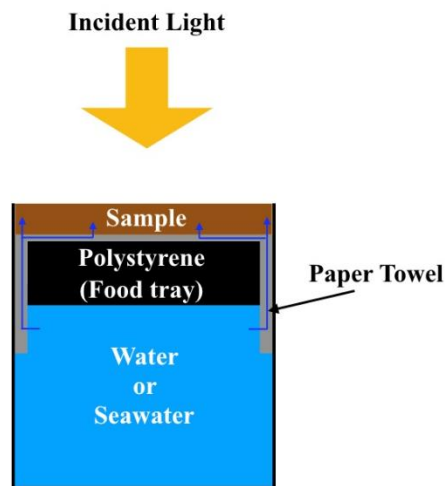 Incident Light
Sample
Polystyrene
(Food tray)
Paper Towel
Water
or
Seawater